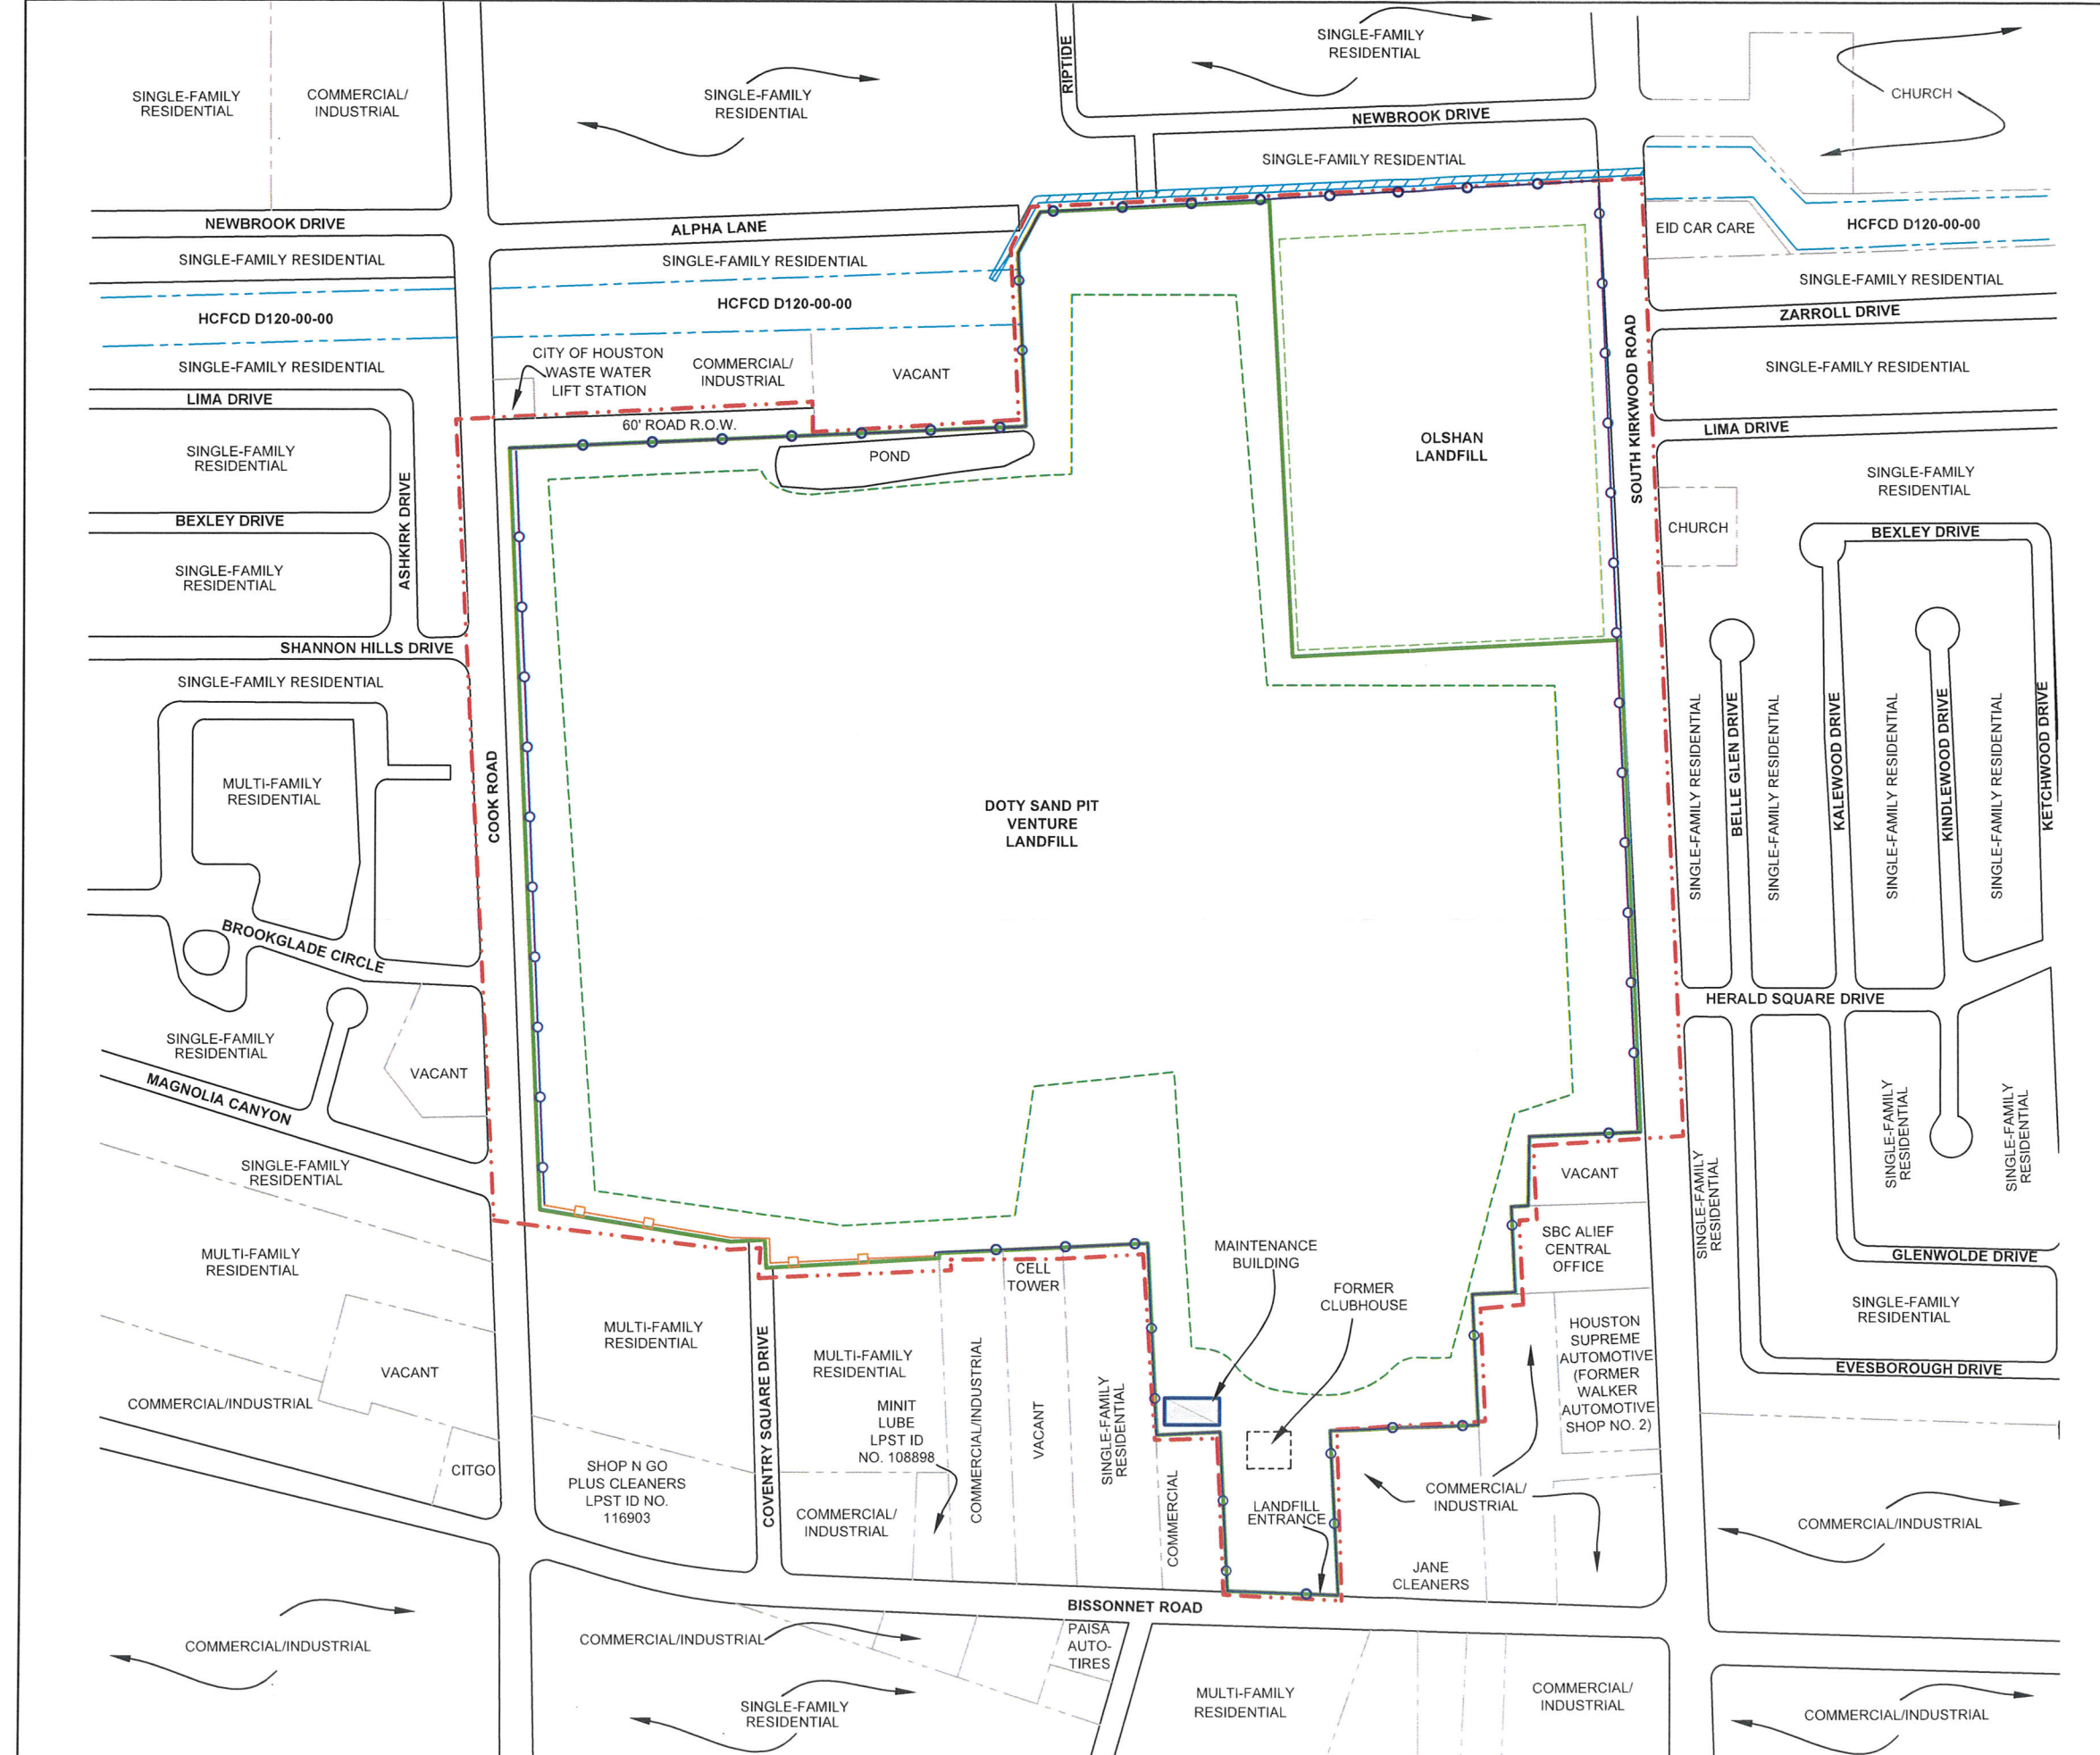 SINGLE-FAMILY
RESIDENTIAL
COMMERCIAL/
INDUSTRIAL
SINGLE-FAMILY
RESIDENTIAL
RIPTIDE
SINGLE-FAMILY
RESIDENTIAL
CHURCH
NEWBROOK DRIVE
SINGLE-FAMILY RESIDENTIAL
NEWBROOK DRIVE
ALPHA LANE
EID CAR CARE
HCFCD D120-00-00
SINGLE-FAMILY RESIDENTIAL
SINGLE-FAMILY RESIDENTIAL
SINGLE-FAMILY RESIDENTIAL
HCFCD D120-00-00
HCFCD D120-00-00
ZARROLL DRIVE
SINGLE-FAMILY RESIDENTIAL
CITY OF HOUSTON
WASTE WATER
LIFT STATION
COMMERCIAL/
INDUSTRIAL
VACANT
SOUTH KIRKWOOD ROAD
SINGLE-FAMILY RESIDENTIAL
LIMA DRIVE
60' ROAD R.O.W.
POND
OLSHAN
LANDFILL
LIMA DRIVE
SINGLE-FAMILY
RESIDENTIAL
SINGLE-FAMILY
RESIDENTIAL
BEXLEY DRIVE
ASHKIRK DRIVE
CHURCH
BEXLEY DRIVE
SINGLE-FAMILY
RESIDENTIAL
SHANNON HILLS DRIVE
SINGLE-FAMILY RESIDENTIAL
MULTI-FAMILY
RESIDENTIAL
COOK ROAD
DOTY SAND PIT
VENTURE
LANDFILL
SINGLE-FAMILY RESIDENTIAL
BELLE GLEN DRIVE
SINGLE-FAMILY RESIDENTIAL
KALEWOOD DRIVE
SINGLE-FAMILY RESIDENTIAL
KINDLEWOOD DRIVE
SINGLE-FAMILY RESIDENTIAL
KETCHWOOD DRIVE
BROOKGLADE CIRCLE
HERALD SQUARE DRIVE
SINGLE-FAMILY
RESIDENTIAL
VACANT
MAGNOLIA CANYON
SINGLE-FAMILY
RESIDENTIAL
SINGLE-FAMILY
RESIDENTIAL
SINGLE-FAMILY
RESIDENTIAL
SINGLE-FAMILY
RESIDENTIAL
VACANT
MULTI-FAMILY
RESIDENTIAL
CELL
TOWER
MAINTENANCE
BUILDING
FORMER
CLUBHOUSE
SBC ALIEF
CENTRAL
OFFICE
GLENWOLDE DRIVE
SINGLE-FAMILY
RESIDENTIAL
EVESBOROUGH DRIVE
HOUSTON
SUPREME
AUTOMOTIVE
(FORMER
WALKER
AUTOMOTIVE
SHOP NO. 2)
VACANT
COMMERCIAL/INDUSTRIAL
CITGO
MULTI-FAMILY
RESIDENTIAL
SHOP N GO
PLUS CLEANERS
LPST ID NO.
116903
COVENTRY SQUARE DRIVE
MULTI-FAMILY
RESIDENTIAL
MINIT
LUBE
LPST ID
NO. 108898
COMMERCIAL/
INDUSTRIAL
COMMERCIAL/INDUSTRIAL
VACANT
SINGLE-FAMILY
RESIDENTIAL
COMMERCIAL
LANDFILL
ENTRANCE
COMMERCIAL/
INDUSTRIAL
JANE
CLEANERS
COMMERCIAL/INDUSTRIAL
BISSONNET ROAD
COMMERCIAL/INDUSTRIAL
COMMERCIAL/INDUSTRIAL
PAISA
AUTO-
TIRES
SINGLE-FAMILY
RESIDENTIAL
MULTI-FAMILY
RESIDENTIAL
COMMERCIAL/
INDUSTRIAL
COMMERCIAL/INDUSTRIAL